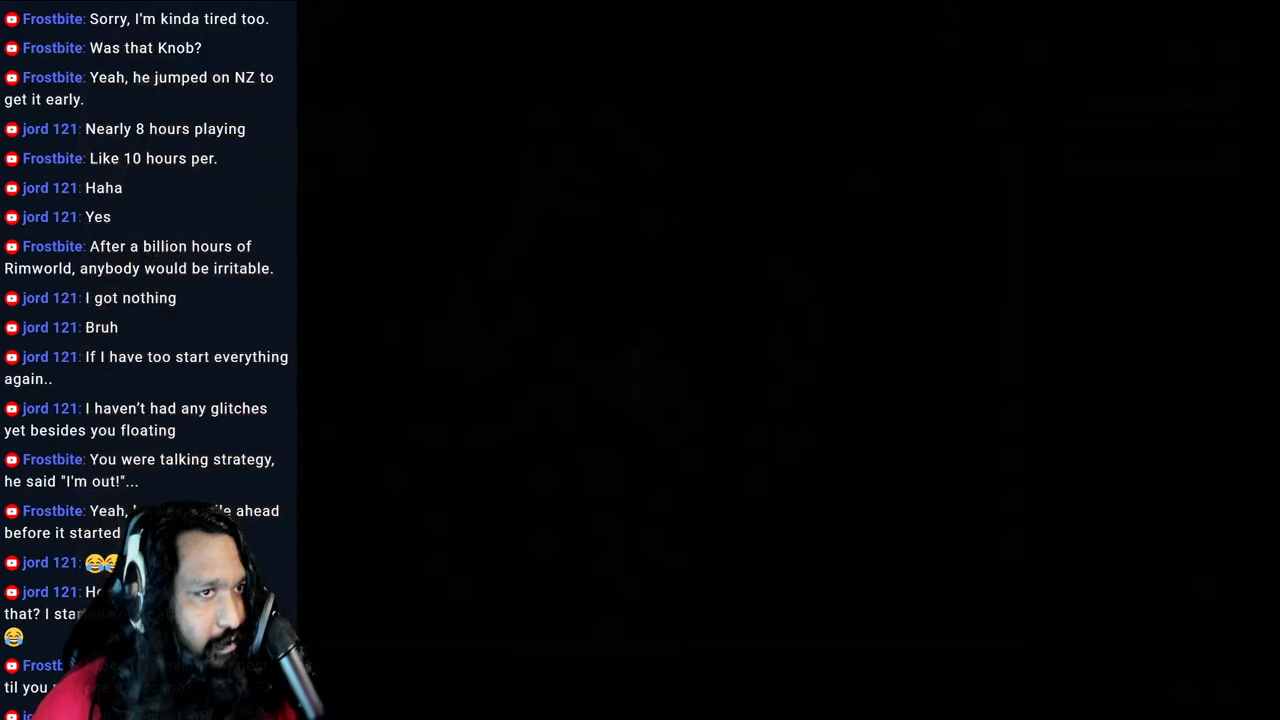 Frostbite: Sorry, I'm kinda tired too.
Frostbite: Was that Knob?
Frostbite: Yeah, he jumped on NZ to
get it early.
jord 121: Nearly 8 hours playing
Frostbite: Like 10 hours per.
jord 121: Haha
jord 121: Yes
Frostbite: After a billion hours of
Rimworld, anybody would be irritable.
jord 121: I got nothing
jord 121: Bruh
jord 121: If I have too start everything
again..
jord 121: I haven't had any glitches
yet besides you floating
Frostbite: You were talking strategy,
he said "I'm out!"...
Frostbite: Yeah, ahead
before it started
jord 121: 😂
jord 121:
that? I
😂
til you